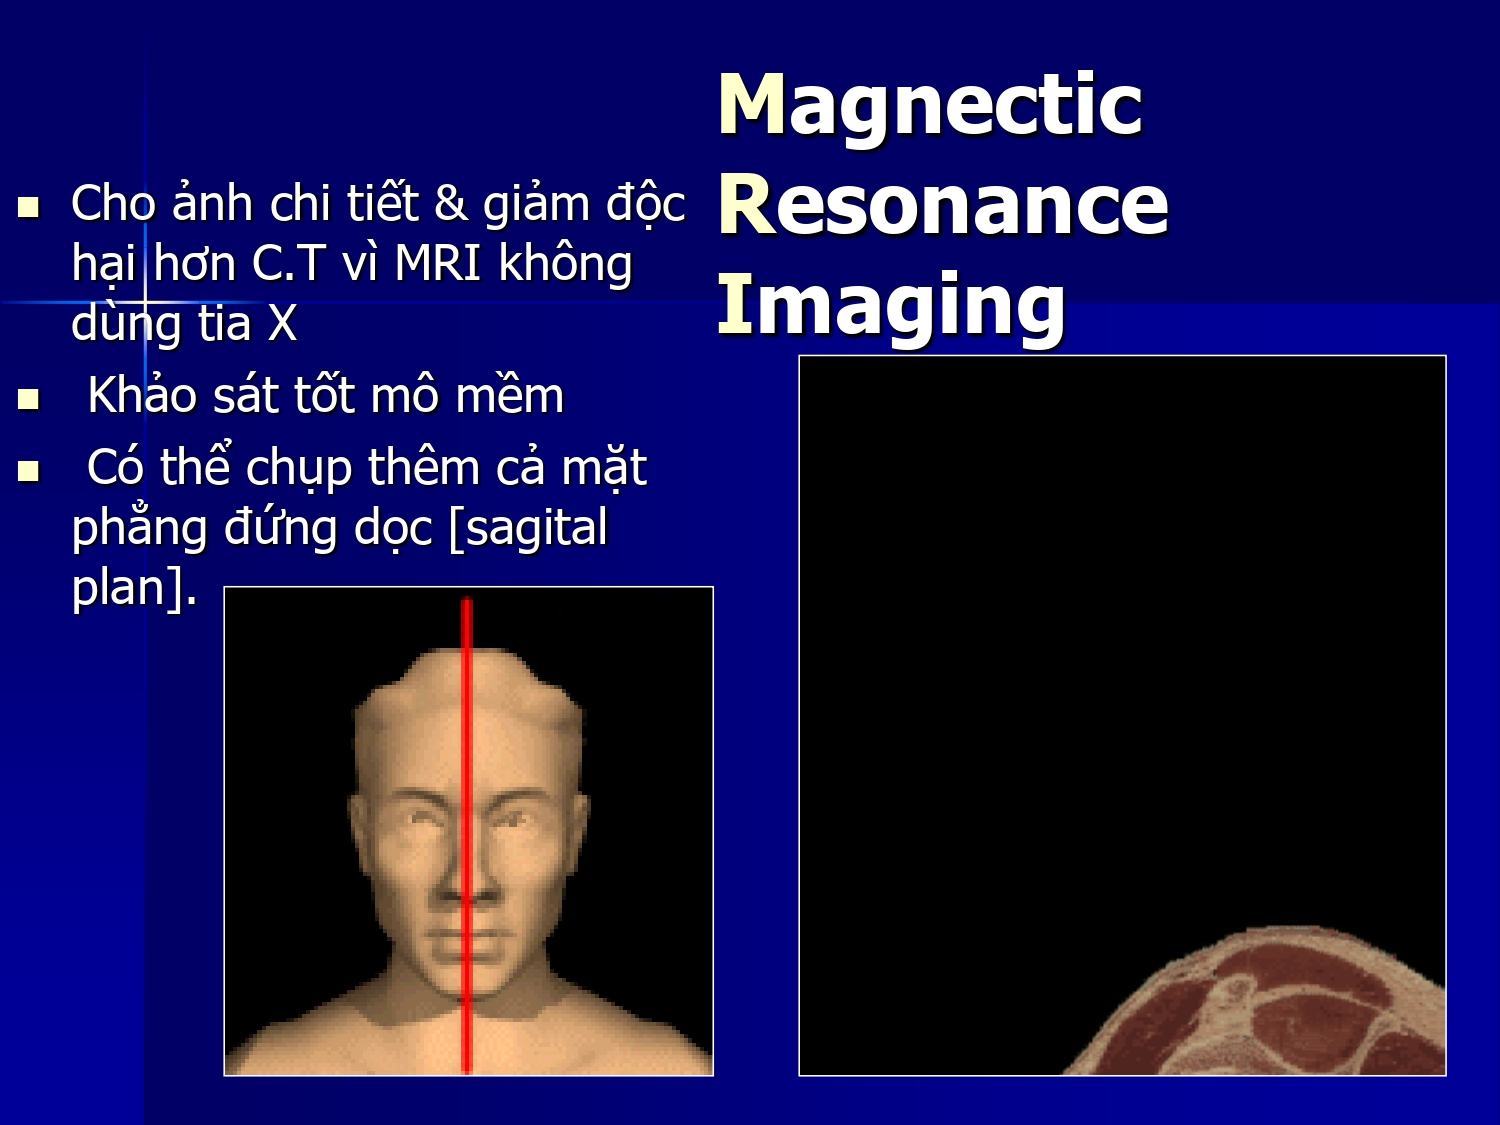 Magnectic
Resonance
Imaging
Cho ảnh chi tiết & giảm độc
hại hơn C.T vì MRI không
dùng tia X
Khảo sát tốt mô mềm
Có thể chụp thêm cả mặt
phẳng đứng dọc [sagital
plan].